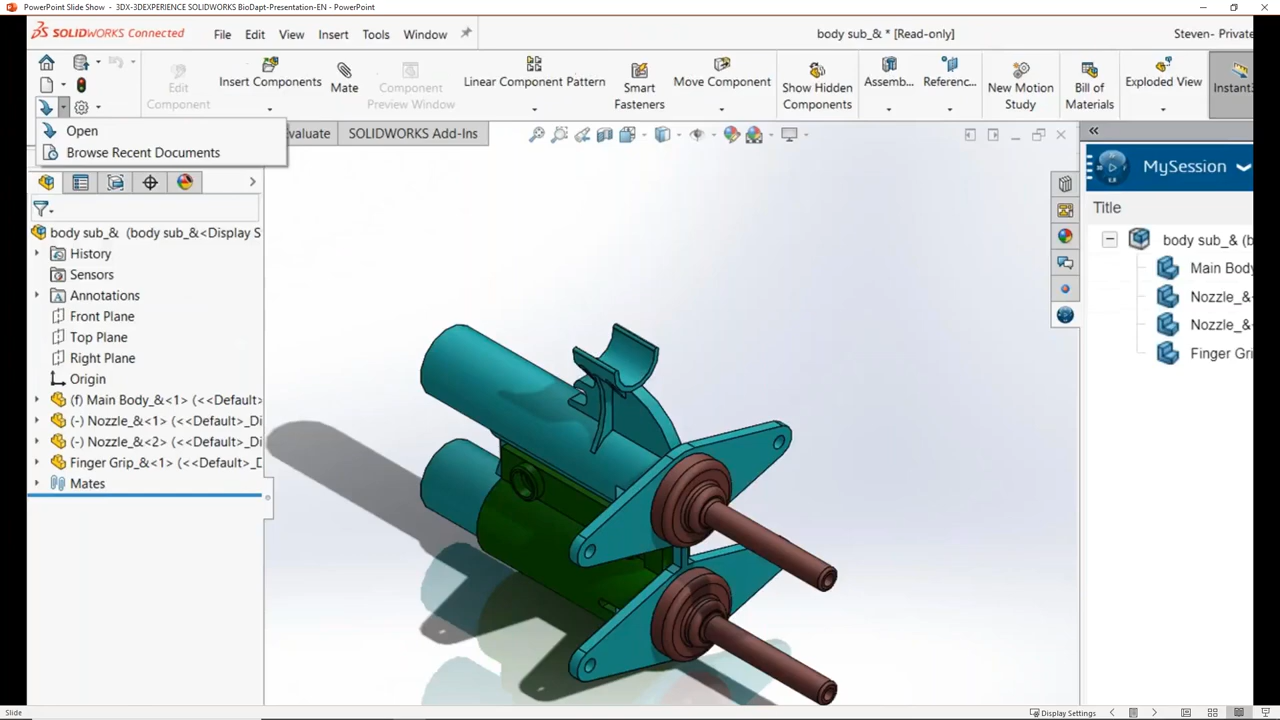 PowerPoint Slide Show - 3DX-3DEXPERIENCE SOLIDWORKS BioDapt-Presentation-EN - PowerPoint
SOLIDWORKS Connected
File Edit View Insert Tools Window
body sub_& * [Read-only]
Steven- Private
Edit Component
Insert Components
Mate
Component Preview Window
Linear Component Pattern
Smart Fasteners
Move Component
Show Hidden Components
Assemb...
Referenc...
New Motion Study
Bill of Materials
Exploded View
Instant3
Open
Browse Recent Documents
Evaluate
SOLIDWORKS Add-Ins
MySession
Title
body sub_& (body sub_&<Display S
History
Sensors
Annotations
Front Plane
Top Plane
Right Plane
Origin
(f) Main Body_&<1> (<<Default>
(-) Nozzle_&<1> (<<Default>_Di
(-) Nozzle_&<2> (<<Default>_Di
Finger Grip_&<1> (<<Default>_D
Mates
body sub_& (b
Main Body
Nozzle_&
Nozzle_&
Finger Gri
Slide
Display Settings